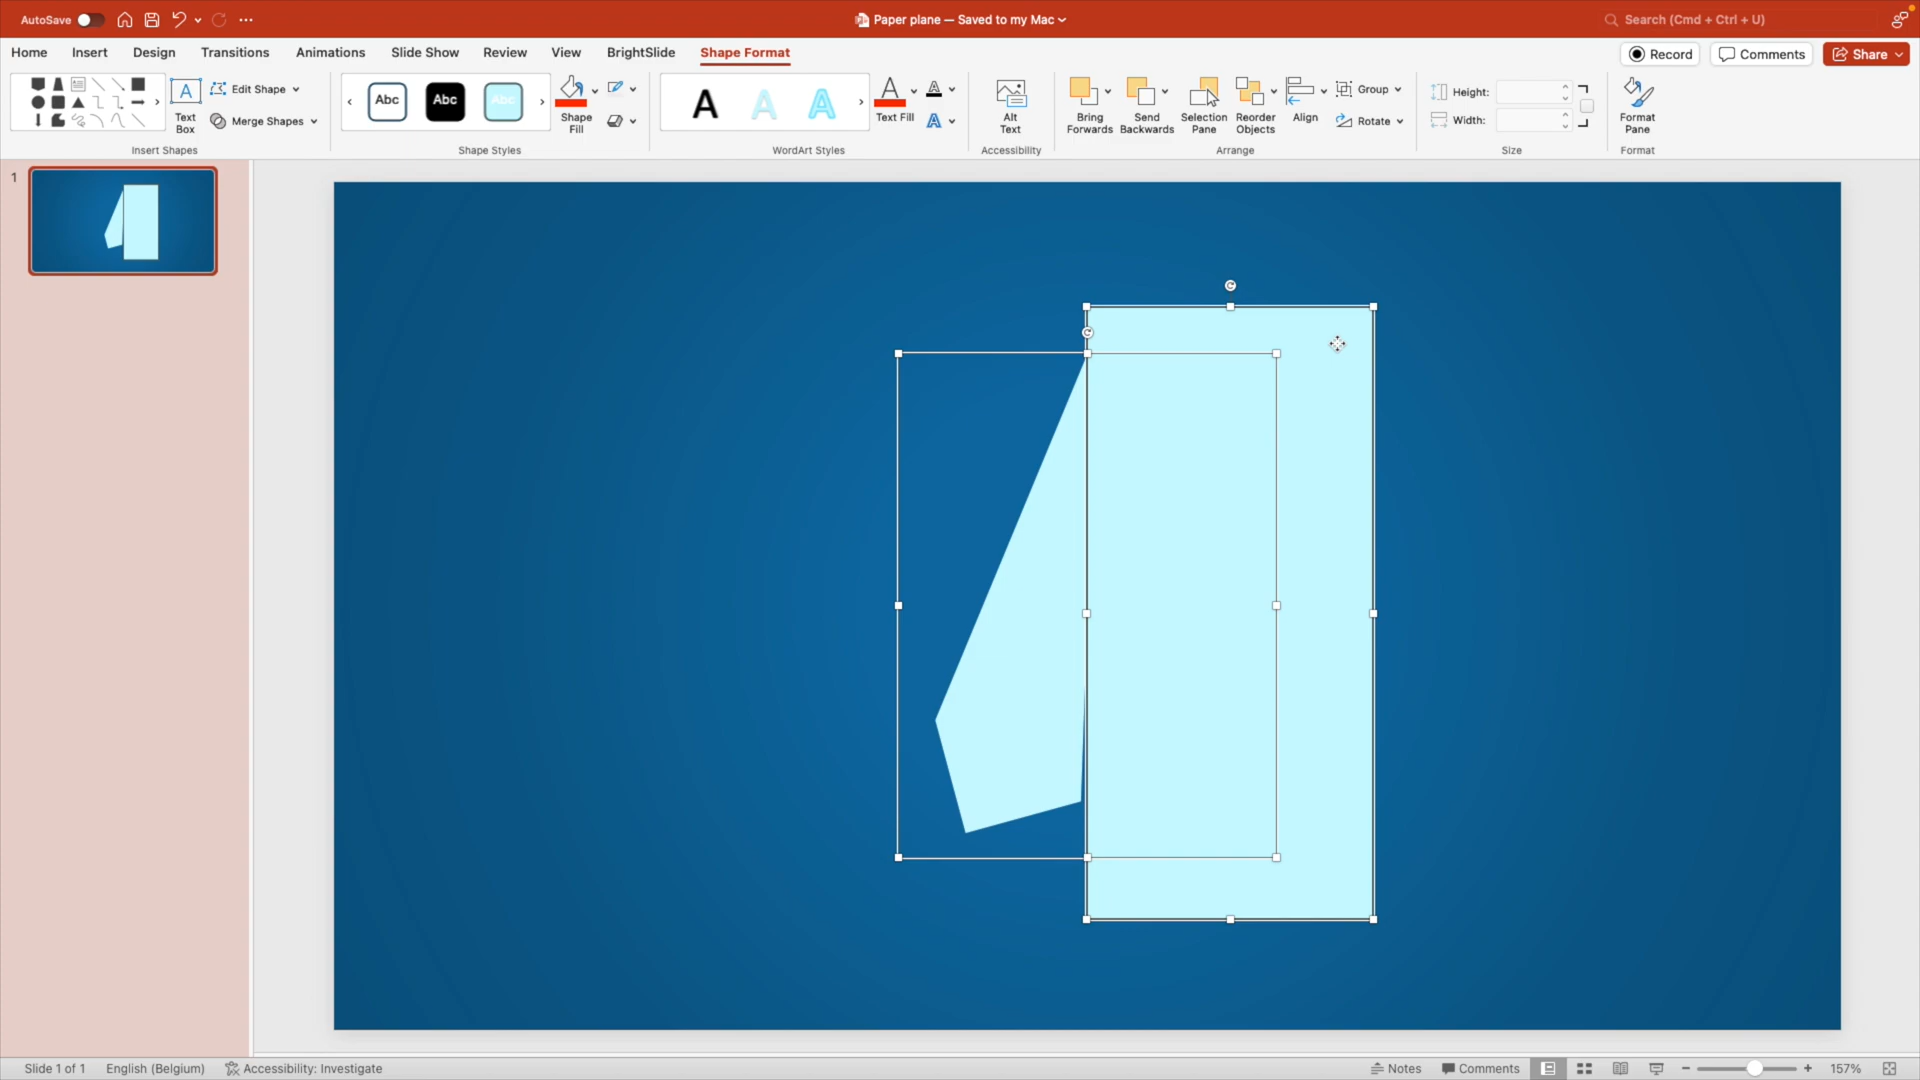 AutoSave
Paper plane — Saved to my Mac
Search (Cmd + Ctrl + U)
Home Insert Design Transitions Animations Slide Show Review View BrightSlide Shape Format
Record Comments Share
A
Text Box
Edit Shape
Merge Shapes
Abc Abc Abc
Shape Fill
A A A
A Text Fill
A
A
Alt Text
Bring Forwards
Send Backwards
Selection Pane
Reorder Objects
Align
Group
Rotate
Height:
Width:
Format Pane
Insert Shapes Shape Styles WordArt Styles Accessibility Arrange Size Format
1
Slide 1 of 1 English (Belgium) Accessibility: Investigate Notes Comments 157%